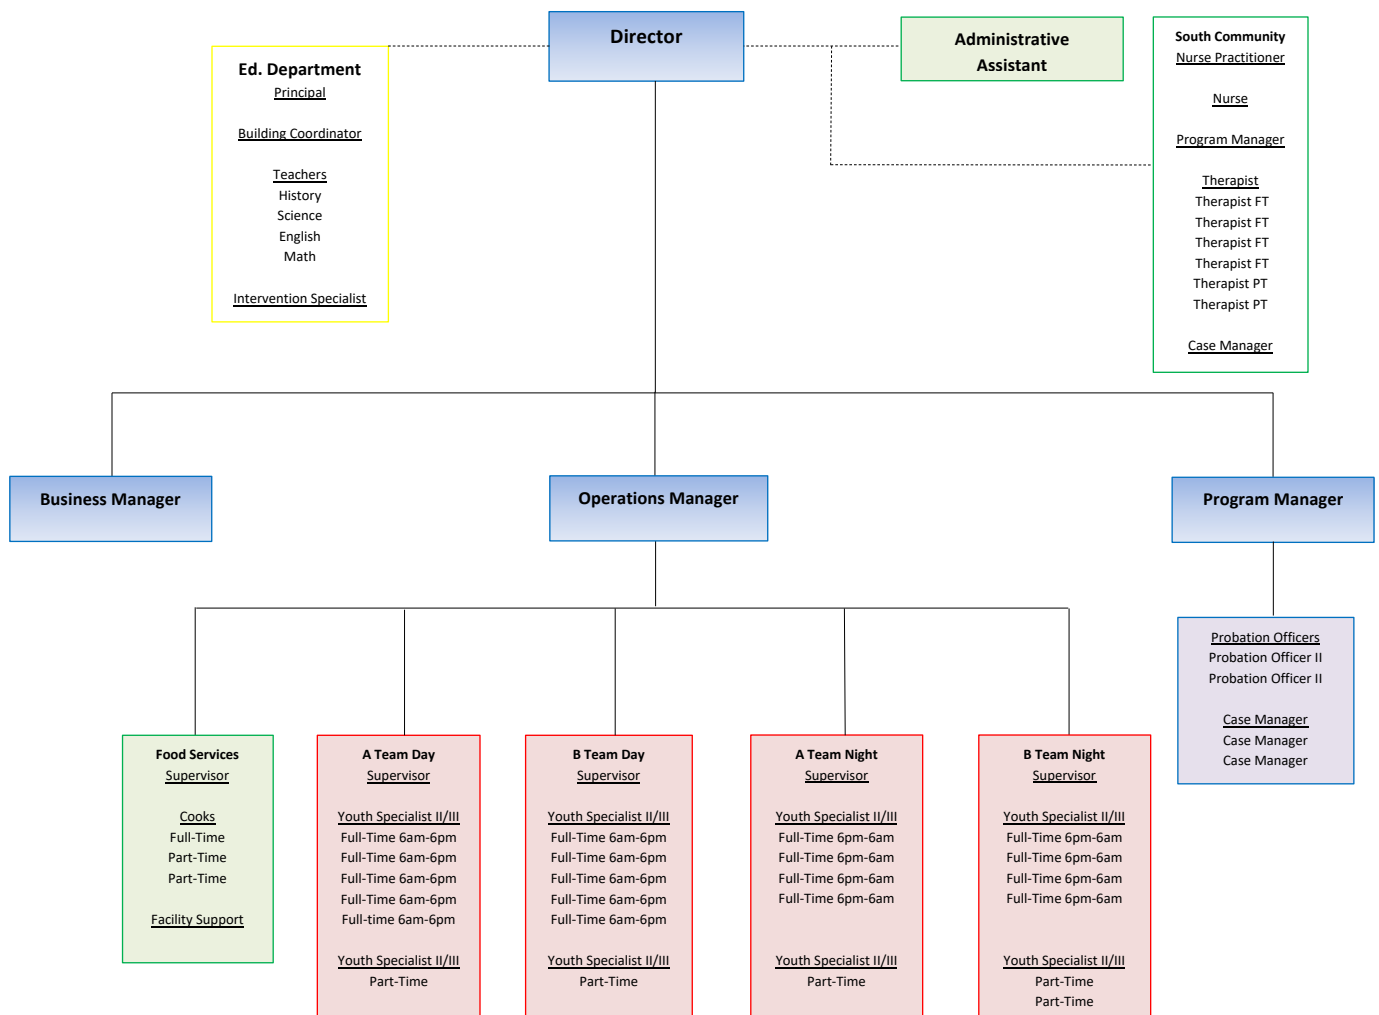 Director
Administrative
Assistant
South Community
Nurse Practitioner
Nurse
Program Manager
Therapist
Therapist FT
Therapist FT
Therapist FT
Therapist FT
Therapist PT
Therapist PT
Case Manager
Ed. Department
Principal
Building Coordinator
Teachers
History
Science
English
Math
Intervention Specialist
Business Manager
Operations Manager
Program Manager
Probation Officers
Probation Officer II
Probation Officer II
Case Manager
Case Manager
Case Manager
Food Services
Supervisor
Cooks
Full-Time
Part-Time
Part-Time
Facility Support
A Team Day
Supervisor
Youth Specialist II/III
Full-Time 6am-6pm
Full-Time 6am-6pm
Full-Time 6am-6pm
Full-Time 6am-6pm
Full-time 6am-6pm
Youth Specialist II/III
Part-Time
B Team Day
Supervisor
Youth Specialist II/III
Full-Time 6am-6pm
Full-Time 6am-6pm
Full-Time 6am-6pm
Full-Time 6am-6pm
Full-Time 6am-6pm
Youth Specialist II/III
Part-Time
A Team Night
Supervisor
Youth Specialist II/III
Full-Time 6pm-6am
Full-Time 6pm-6am
Full-Time 6pm-6am
Full-Time 6pm-6am
Youth Specialist II/III
Part-Time
B Team Night
Supervisor
Youth Specialist II/III
Full-Time 6pm-6am
Full-Time 6pm-6am
Full-Time 6pm-6am
Full-Time 6pm-6am
Youth Specialist II/III
Part-Time
Part-Time